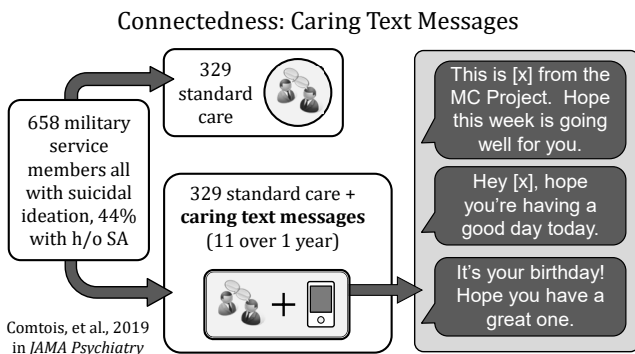 Connectedness: Caring Text Messages
329
standard
care
658 military
service
members all
with suicidal
ideation, 44%
with h/o SA
329 standard care +
caring text messages
(11 over 1 year)
+
This is [x] from the
MC Project.  Hope
this week is going
well for you.
Hey [x], hope
you're having a
good day today.
It's your birthday!
Hope you have a
great one.
Comtois, et al., 2019
in JAMA Psychiatry